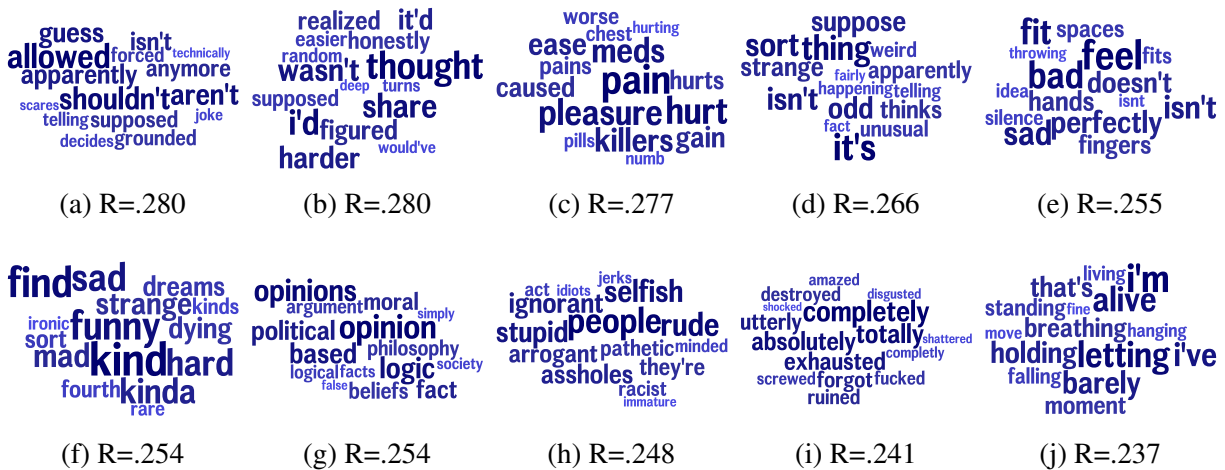 guess
isn't
allowed forced technically
apparently anymore
shouldn't aren't
scares
telling supposed joke
decides grounded
(a) R=.280
realized it'd
easier honestly
random
wasn't thought
deep turns
supposed share
i'd figured
would've
harder
(b) R=.280
worse
chest hurting
ease meds
pains
pain hurts
caused
pleasure hurt
pills killers gain
numb
(c) R=.277
suppose
sort thing weird
strange fairly apparently
happening telling
isn't odd thinks
fact unusual
it's
(d) R=.266
fit spaces
throwing feel fits
bad doesn't
idea hands isnt isn't
silence
sad perfectly
fingers
(e) R=.255
find sad dreams
strange kinds
ironic funny dying
sort
mad kind hard
fourth kinda
rare
(f) R=.254
opinions
argument moral
simply
political opinion
based philosophy
logical facts logic society
false beliefs fact
(g) R=.254
jerks
act idiots selfish
ignorant
stupid people rude
arrogant pathetic minded
assholes they're
racist
immature
(h) R=.248
amazed
destroyed disgusted
shocked completely
utterly
absolutely totally shattered
exhausted completly
screwed forgot fucked
ruined
(i) R=.241
living i'm
that's alive
standing fine
move breathing hanging
holding letting i've
falling barely
moment
(j) R=.237